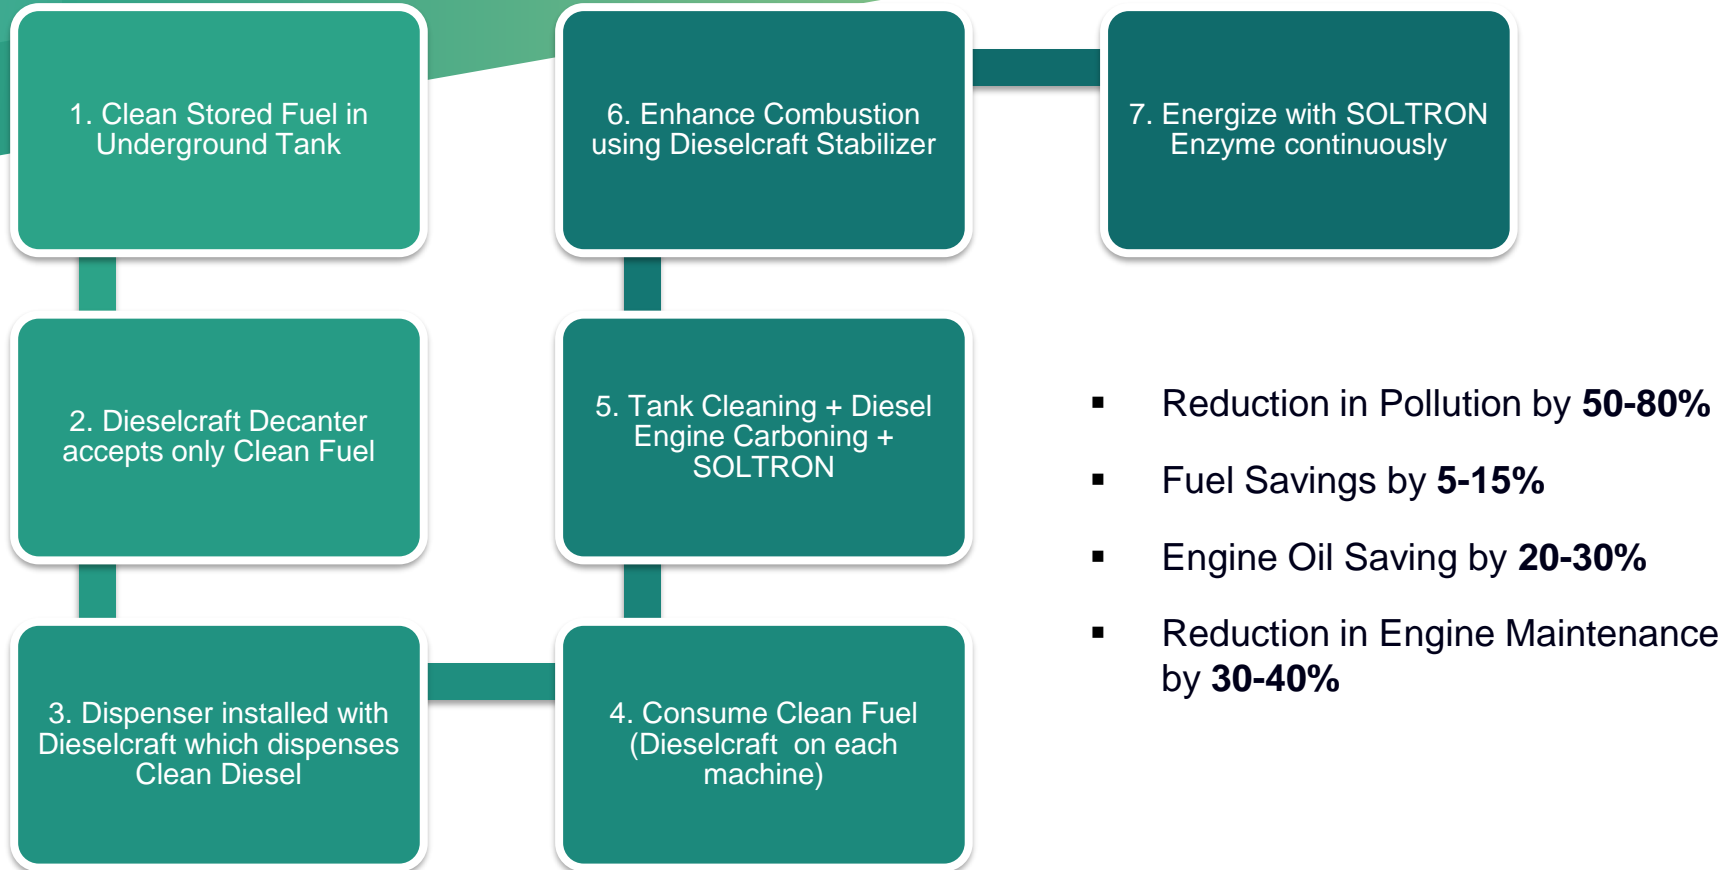 1. Clean Stored Fuel in
Underground Tank
2. Dieselcraft Decanter
accepts only Clean Fuel
3. Dispenser installed with
Dieselcraft which dispenses
Clean Diesel
4. Consume Clean Fuel
(Dieselcraft  on each
machine)
5. Tank Cleaning + Diesel
Engine Carboning +
SOLTRON
6. Enhance Combustion
using Dieselcraft Stabilizer
7. Energize with SOLTRON
Enzyme continuously
▪ Reduction in Pollution by 50-80%
▪ Fuel Savings by 5-15%
▪ Engine Oil Saving by 20-30%
▪ Reduction in Engine Maintenance
by 30-40%